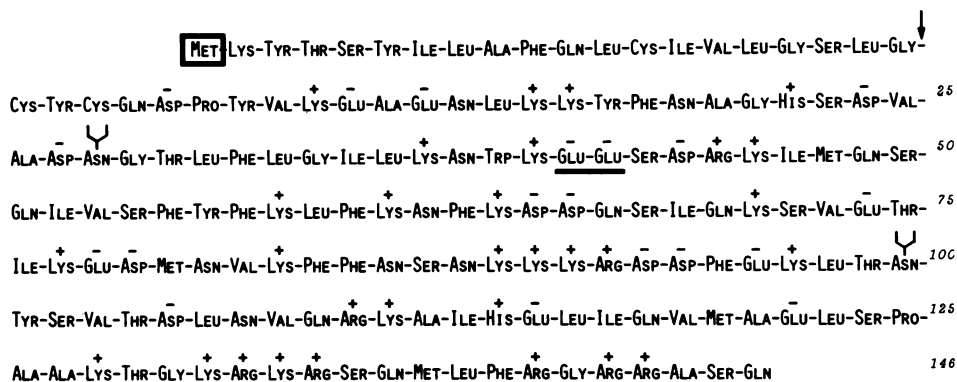 MET-LYS-TYR-THR-SER-TYR-ILE-LEU-ALA-PHE-GLN-LEU-CYS-ILE-VAL-LEU-GLY-SER-LEU-GLY-
CYS-TYR-CYS-GLN-ASP-PRO-TYR-VAL-LYS-GLU-ALA-GLU-ASN-LEU-LYS-LYS-TYR-PHE-ASN-ALA-GLY-HIS-SER-ASP-VAL- 25
ALA-ASP-ASN-GLY-THR-LEU-PHE-LEU-GLY-ILE-LEU-LYS-ASN-TRP-LYS-GLU-GLU-SER-ASP-ARG-LYS-ILE-MET-GLN-SER- 50
GLN-ILE-VAL-SER-PHE-TYR-PHE-LYS-LEU-PHE-LYS-ASN-PHE-LYS-ASP-ASP-GLN-SER-ILE-GLN-LYS-SER-VAL-GLU-THR- 75
ILE-LYS-GLU-ASP-MET-ASN-VAL-LYS-PHE-PHE-ASN-SER-ASN-LYS-LYS-LYS-ARG-ASP-ASP-PHE-GLU-LYS-LEU-THR-ASN- 100
TYR-SER-VAL-THR-ASP-LEU-ASN-VAL-GLN-ARG-LYS-ALA-ILE-HIS-GLU-LEU-ILE-GLN-VAL-MET-ALA-GLU-LEU-SER-PRO- 125
ALA-ALA-LYS-THR-GLY-LYS-ARG-LYS-ARG-SER-GLN-MET-LEU-PHE-ARG-GLY-ARG-ARG-ALA-SER-GLN 146